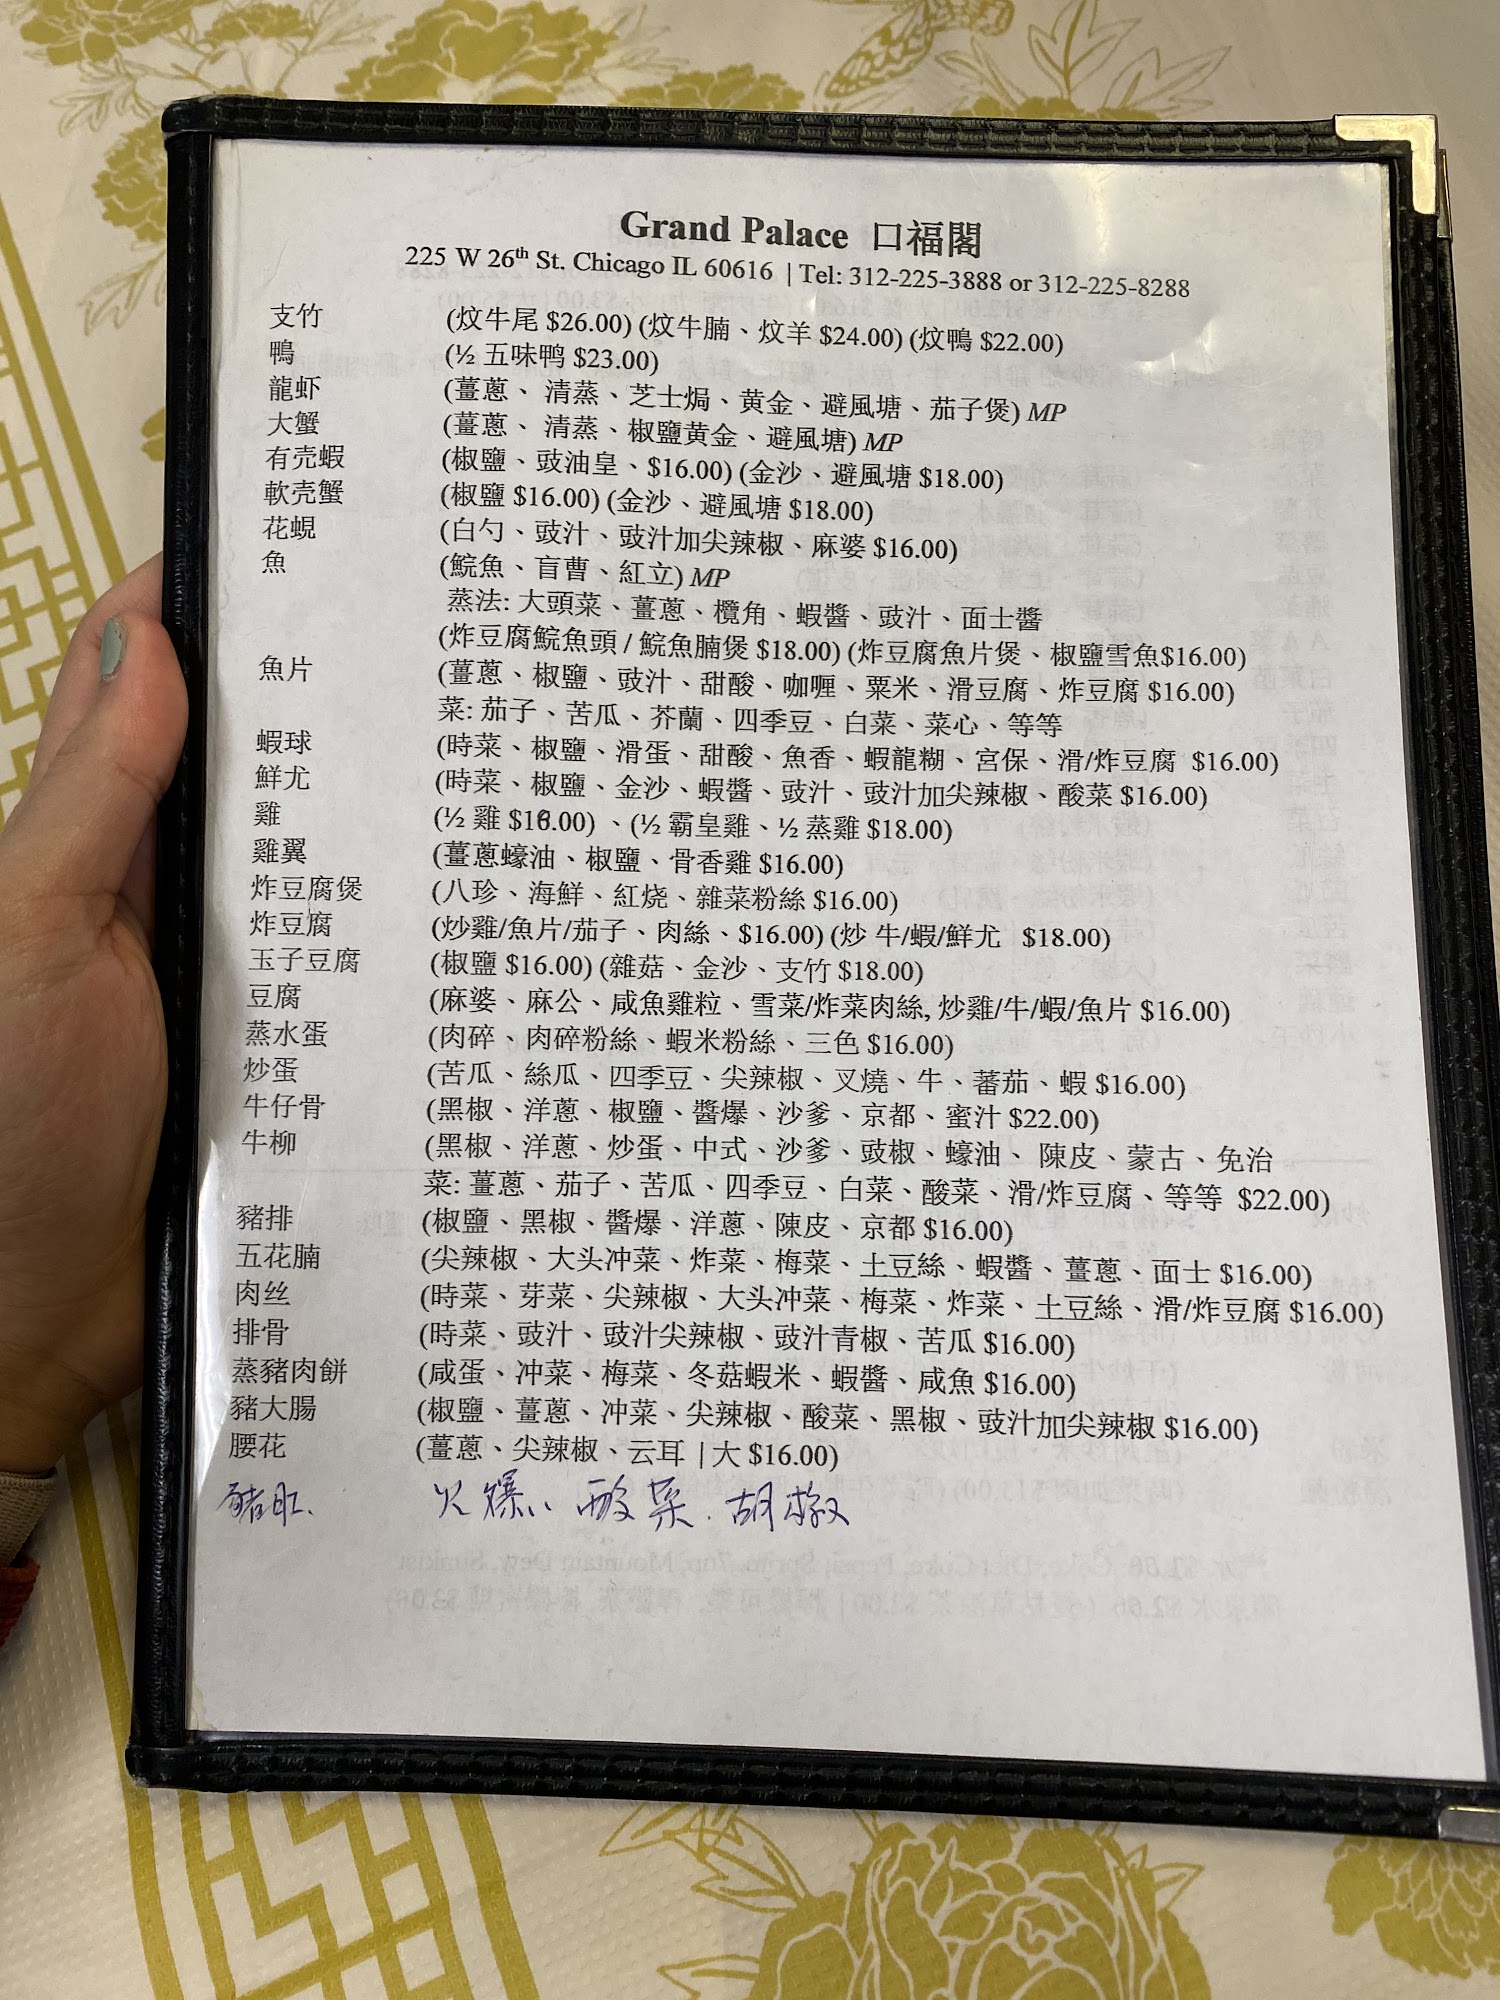 Grand Palace 口福閣
225 W 26th St. Chicago IL 60616 | Tel: 312-225-3888 or 312-225-8288
支竹 (炆牛尾 $26.00) (炆牛腩、炆羊 $24.00) (炆鴨 $22.00)
鴨 (½ 五味鸭 $23.00)
龍虾 (薑蔥、 清蒸、芝士焗、黄金、避風塘、茄子煲) MP
大蟹 (薑蔥、 清蒸、椒鹽黄金、避風塘) MP
有壳蝦 (椒鹽、豉油皇、$16.00) (金沙、避風塘 $18.00)
軟壳蟹 (椒鹽 $16.00) (金沙、避風塘 $18.00)
花蜆 (白勺、豉汁、豉汁加尖辣椒、麻婆 $16.00)
魚 (鯇魚、盲曹、紅立) MP
蒸法: 大頭菜、薑蔥、欖角、蝦醬、豉汁、面士醬
(炸豆腐鯇魚頭 / 鯇魚腩煲 $18.00) (炸豆腐魚片煲、椒鹽雪魚$16.00)
魚片 (薑蔥、椒鹽、豉汁、甜酸、咖喱、粟米、滑豆腐、炸豆腐 $16.00)
菜: 茄子、苦瓜、芥蘭、四季豆、白菜、菜心、等等
蝦球 (時菜、椒鹽、滑蛋、甜酸、魚香、蝦龍糊、宮保、滑/炸豆腐 $16.00)
鮮尤 (時菜、椒鹽、金沙、蝦醬、豉汁、豉汁加尖辣椒、酸菜 $16.00)
雞 (½ 雞 $16.00) 、(½ 霸皇雞、½ 蒸雞 $18.00)
雞翼 (薑蔥蠔油、椒鹽、骨香雞 $16.00)
炸豆腐煲 (八珍、海鮮、紅烧、雜菜粉絲 $16.00)
炸豆腐 (炒雞/魚片/茄子、肉絲、$16.00) (炒 牛/蝦/鮮尤 $18.00)
玉子豆腐 (椒鹽 $16.00) (雜菇、金沙、支竹 $18.00)
豆腐 (麻婆、麻公、咸魚雞粒、雪菜/炸菜肉絲, 炒雞/牛/蝦/魚片 $16.00)
蒸水蛋 (肉碎、肉碎粉絲、蝦米粉絲、三色 $16.00)
炒蛋 (苦瓜、絲瓜、四季豆、尖辣椒、叉燒、牛、蕃茄、蝦 $16.00)
牛仔骨 (黑椒、洋蔥、椒鹽、醬爆、沙爹、京都、蜜汁 $22.00)
牛柳 (黑椒、洋蔥、炒蛋、中式、沙爹、豉椒、蠔油、 陳皮、蒙古、免治
菜: 薑蔥、茄子、苦瓜、四季豆、白菜、酸菜、滑/炸豆腐、等等 $22.00)
豬排 (椒鹽、黑椒、醬爆、洋蔥、陳皮、京都 $16.00)
五花腩 (尖辣椒、大头冲菜、炸菜、梅菜、土豆絲、蝦醬、薑蔥、面士 $16.00)
肉丝 (時菜、芽菜、尖辣椒、大头冲菜、梅菜、炸菜、土豆絲、滑/炸豆腐 $16.00)
排骨 (時菜、豉汁、豉汁尖辣椒、豉汁青椒、苦瓜 $16.00)
蒸豬肉餅 (咸蛋、冲菜、梅菜、冬菇蝦米、蝦醬、咸魚 $16.00)
豬大腸 (椒鹽、薑蔥、冲菜、尖辣椒、酸菜、黑椒、豉汁加尖辣椒 $16.00)
腰花 (薑蔥、尖辣椒、云耳 | 大 $16.00)
豬肚. 火爆、酸菜. 胡椒